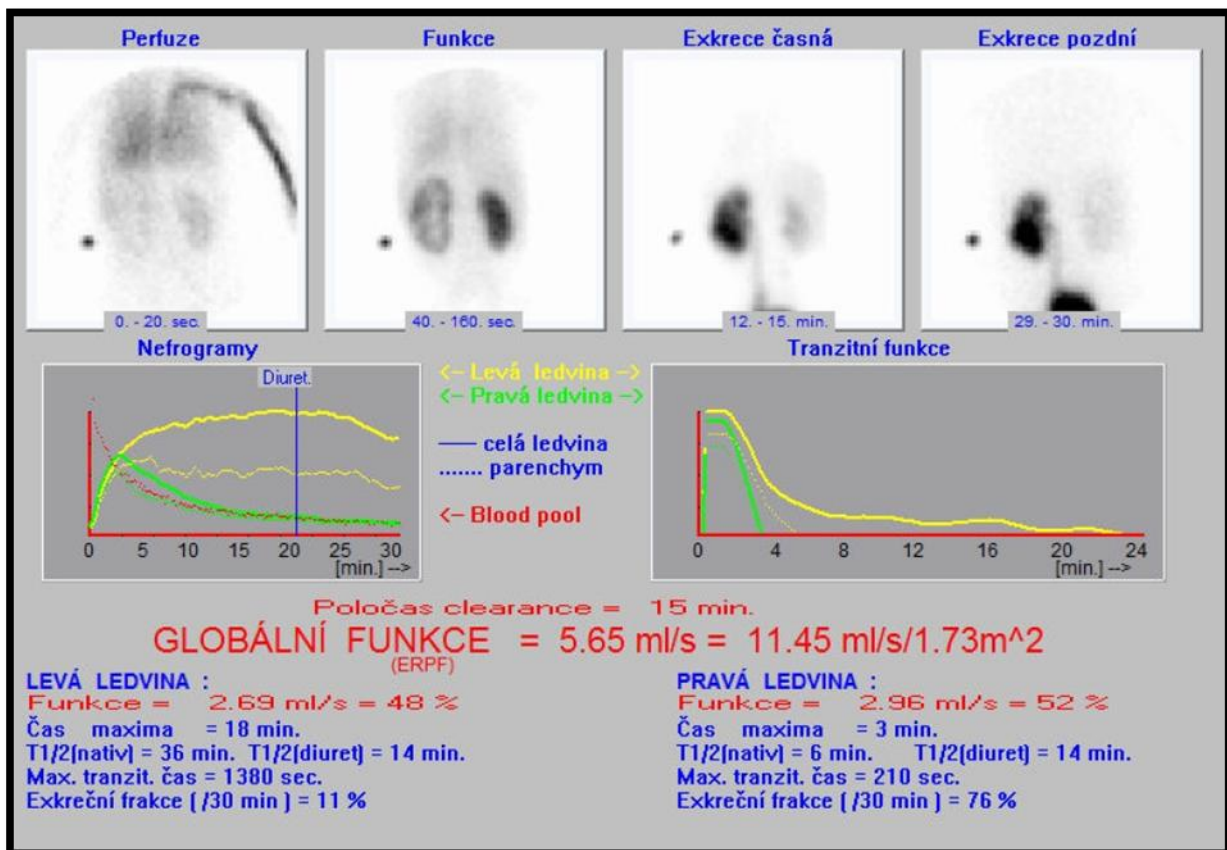 Perfuze Funkce Exkrece časná Exkrece pozdní
0. - 20. sec. 40. - 160. sec. 12. - 15. min. 29. - 30. min.
Nefrogramy
Diuret.
0 5 10 15 20 25 30
[min.] -->
<-- Levá ledvina -->
<-- Pravá ledvina -->
—— celá ledvina
....... parenchym
<-- Blood pool
Tranzitní funkce
0 4 8 12 16 20 24
[min.] -->
Poločas clearance = 15 min.
GLOBÁLNÍ FUNKCE = 5.65 ml/s = 11.45 ml/s/1.73m^2
(ERPF)
LEVÁ LEDVINA :
Funkce = 2.69 ml/s = 48 %
Čas maxima = 18 min.
T1/2(nativ) = 36 min. T1/2(diuret) = 14 min.
Max. tranzit. čas = 1380 sec.
Exkreční frakce ( /30 min ) = 11 %
PRAVÁ LEDVINA :
Funkce = 2.96 ml/s = 52 %
Čas maxima = 3 min.
T1/2(nativ) = 6 min. T1/2(diuret) = 14 min.
Max. tranzit. čas = 210 sec.
Exkreční frakce ( /30 min ) = 76 %